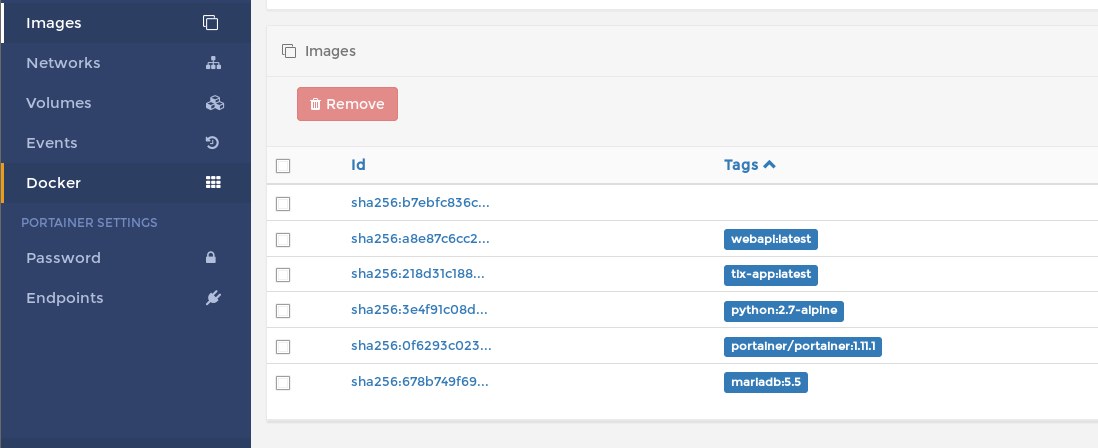 Images
Networks
Volumes
Events
Docker
PORTAINER SETTINGS
Password
Endpoints
Images
Remove
Id Tags
sha256:b7ebfc836c...
sha256:a8e87c6cc2... webapi:latest
sha256:218d31c188... tlx-app:latest
sha256:3e4f91c08d... python:2.7-alpine
sha256:0f6293c023... portainer/portainer:1.11.1
sha256:678b749f69... mariadb:5.5